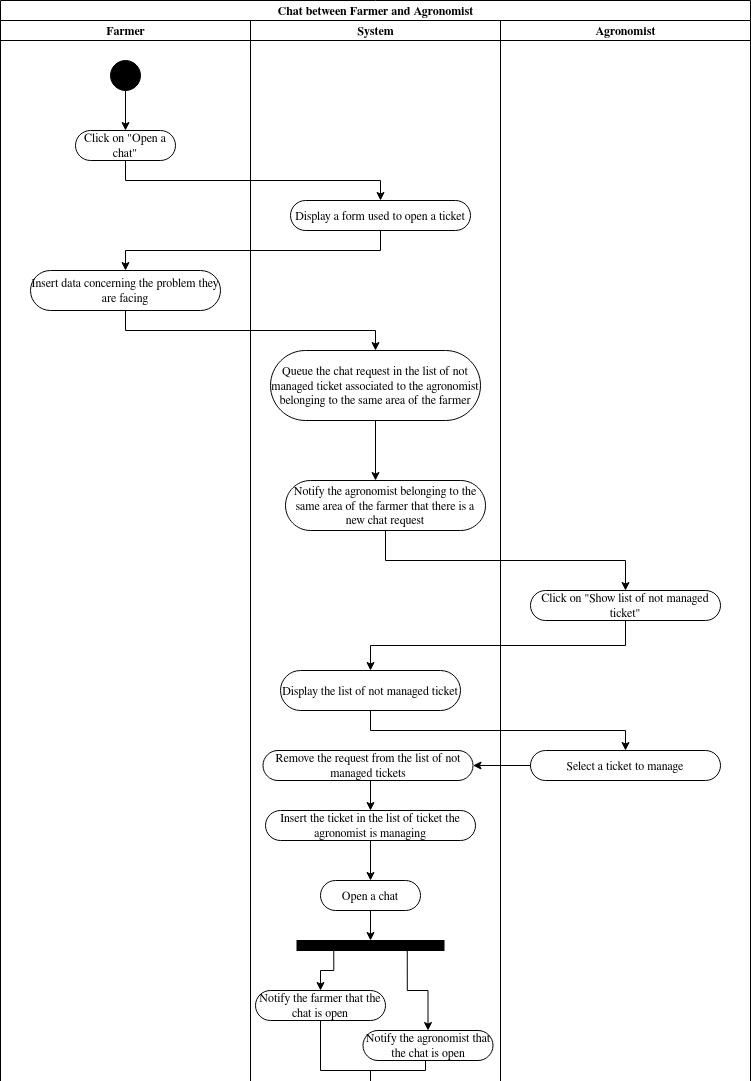 Chat between Farmer and Agronomist
Farmer
System
Agronomist
Click on "Open a
chat"
Display a form used to open a ticket
Insert data concerning the problem they
are facing
Queue the chat request in the list of not
managed ticket associated to the agronomist
belonging to the same area of the farmer
Notify the agronomist belonging to the
same area of the farmer that there is a
new chat request
Click on "Show list of not managed
ticket"
Display the list of not managed ticket
Select a ticket to manage
Remove the request from the list of not
managed tickets
Insert the ticket in the list of ticket the
agronomist is managing
Open a chat
Notify the farmer that the
chat is open
Notify the agronomist that
the chat is open